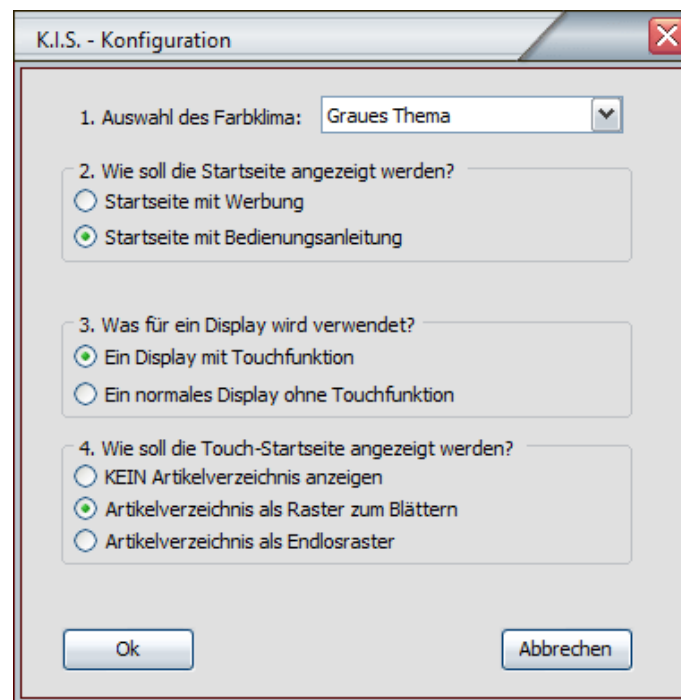 K.I.S. - Konfiguration
1. Auswahl des Farbklima: Graues Thema
2. Wie soll die Startseite angezeigt werden?
Startseite mit Werbung
Startseite mit Bedienungsanleitung
3. Was für ein Display wird verwendet?
Ein Display mit Touchfunktion
Ein normales Display ohne Touchfunktion
4. Wie soll die Touch-Startseite angezeigt werden?
KEIN Artikelverzeichnis anzeigen
Artikelverzeichnis als Raster zum Blättern
Artikelverzeichnis als Endlosraster
Ok Abbrechen